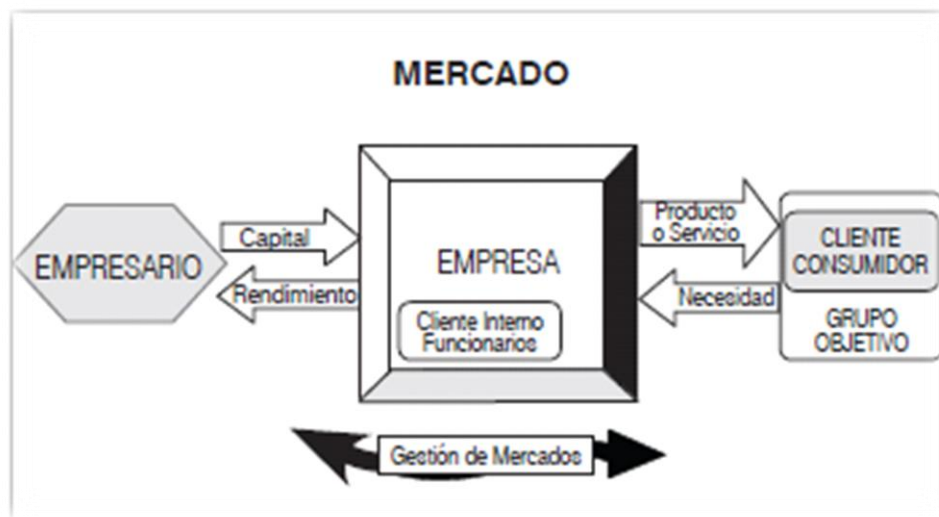 MERCADO
EMPRESARIO
Capital
Rendimiento
EMPRESA
Cliente Interno
Funcionarios
Producto
o Servicio
Necesidad
CLIENTE
CONSUMIDOR
GRUPO
OBJETIVO
Gestión de Mercados